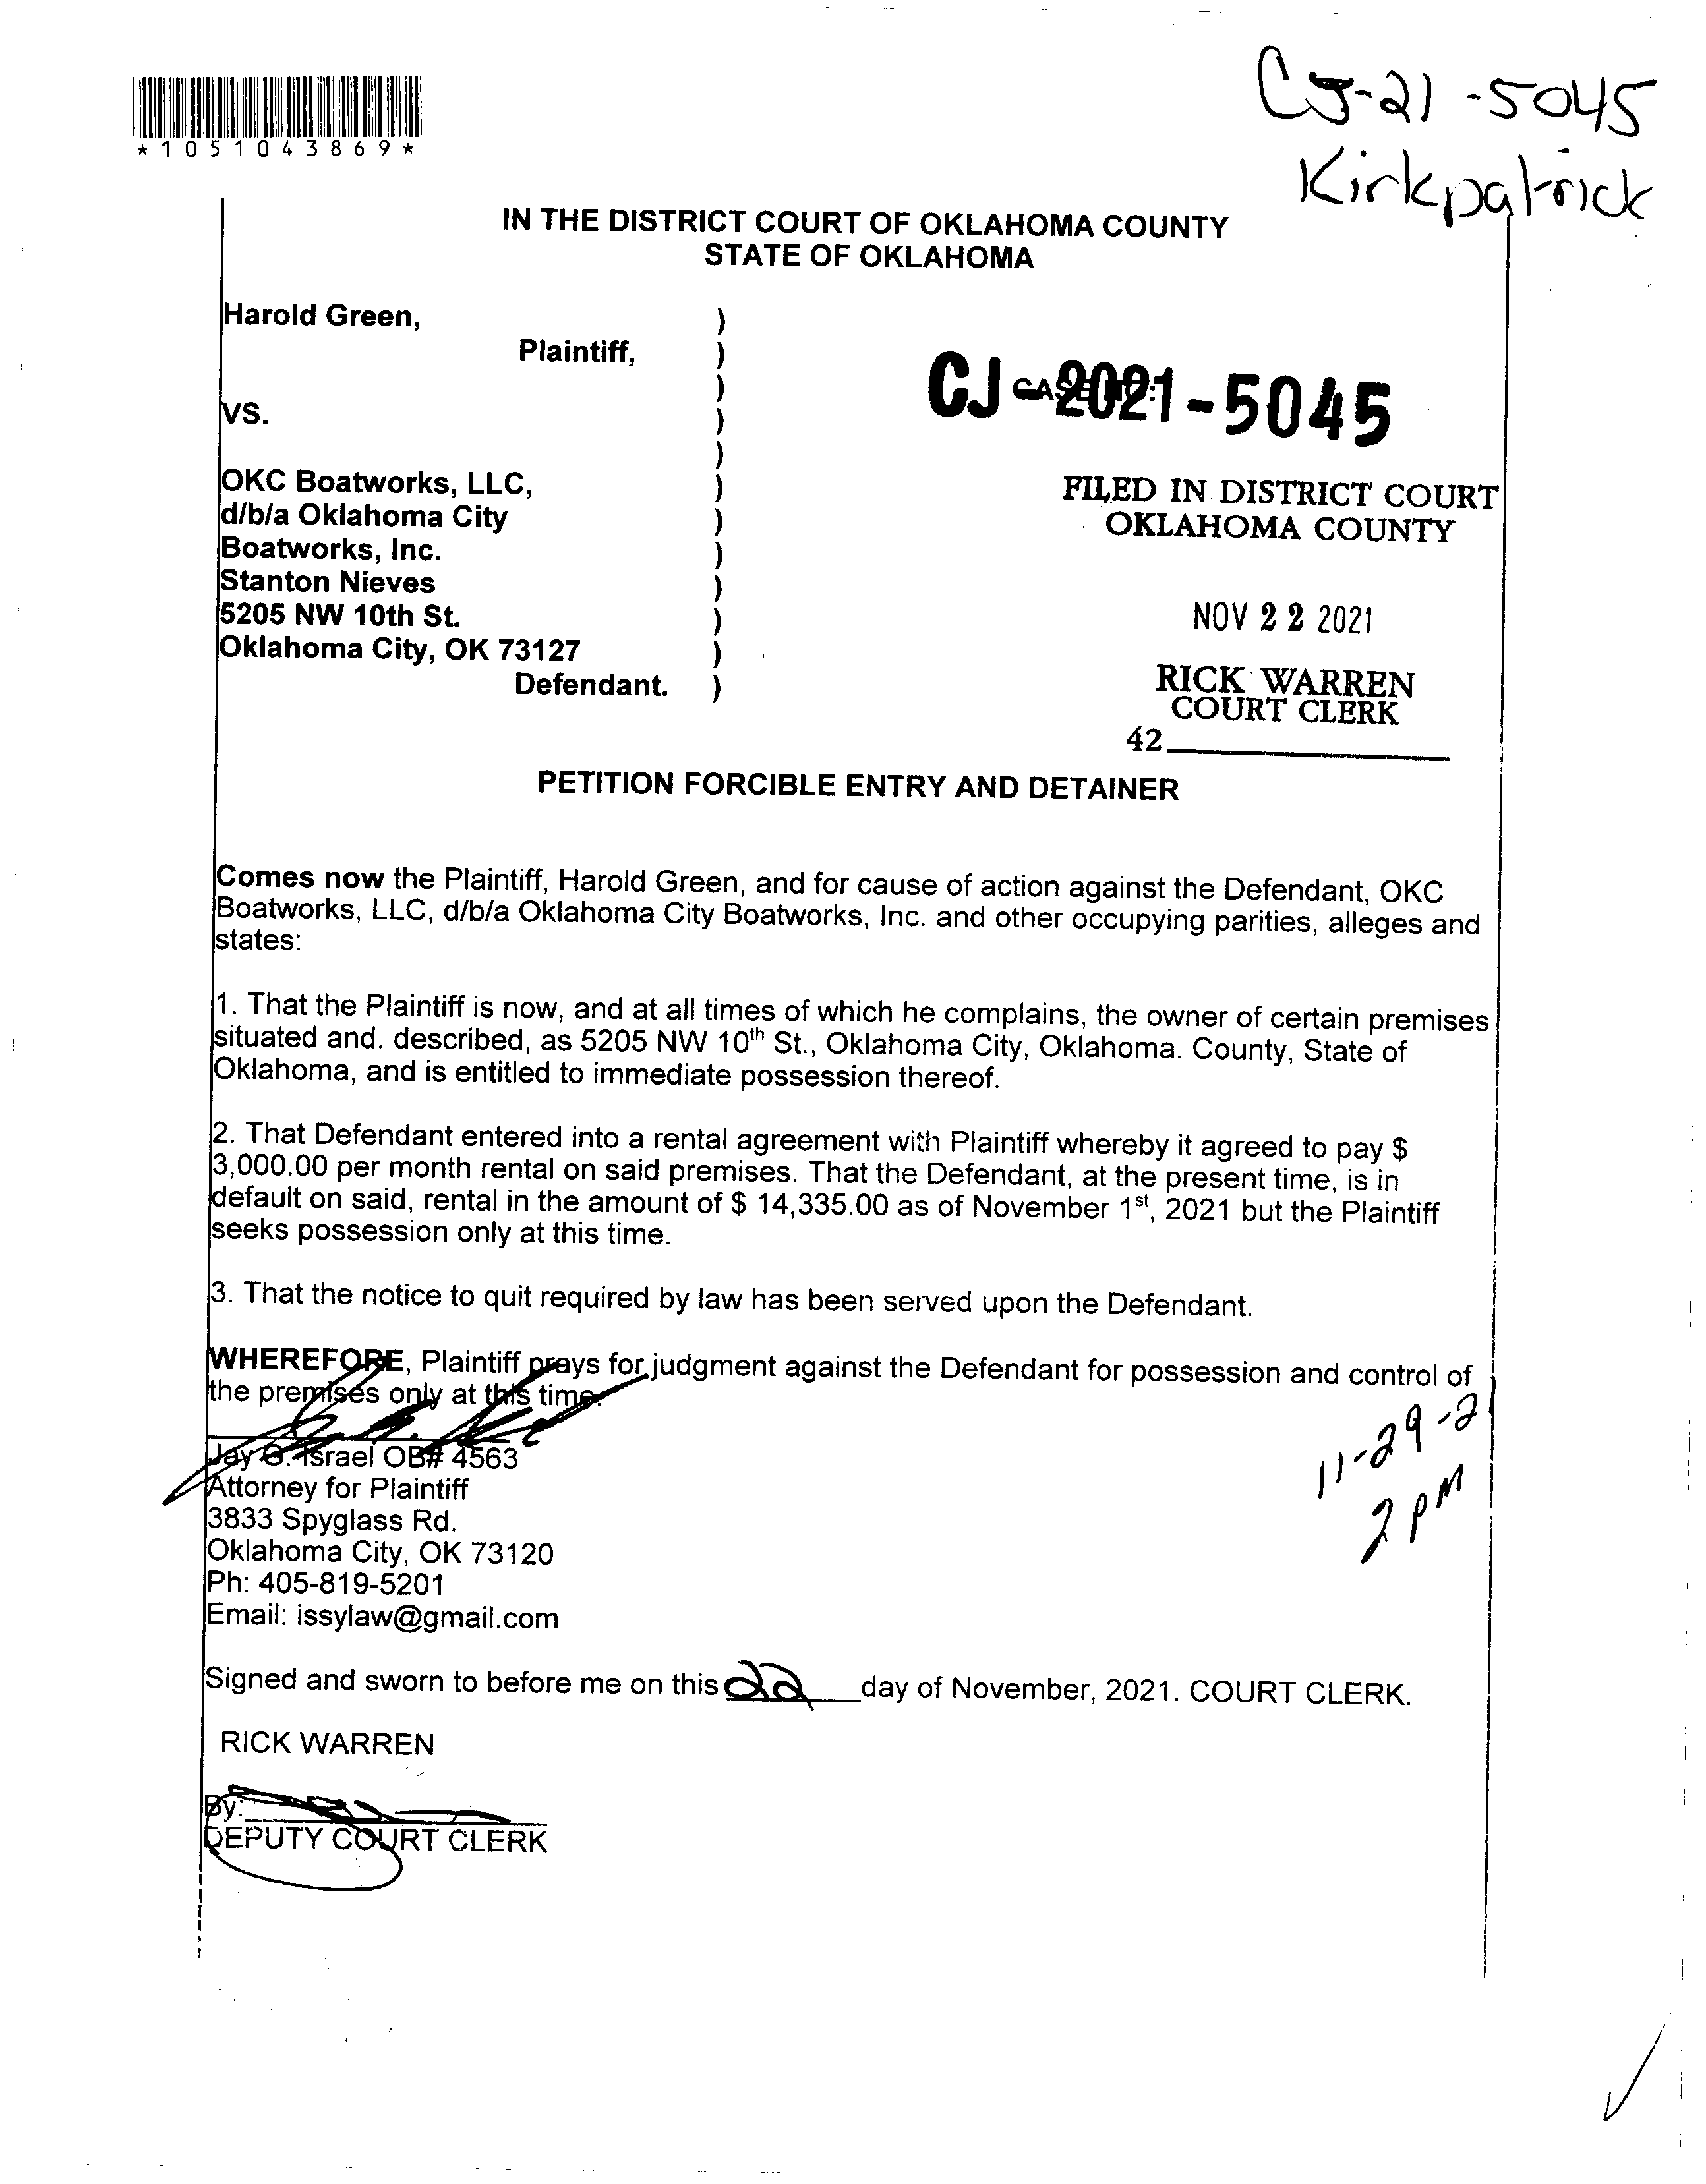 CJ-21-5045
Kirkpatrick
*1051043869*
IN THE DISTRICT COURT OF OKLAHOMA COUNTY
STATE OF OKLAHOMA
Harold Green, )
Plaintiff, )
)
VS. )
)
OKC Boatworks, LLC, )
d/b/a Oklahoma City )
Boatworks, Inc. )
Stanton Nieves )
5205 NW 10th St. )
Oklahoma City, OK 73127 )
Defendant. )
CJ-2021-5045
FILED IN DISTRICT COURT
OKLAHOMA COUNTY
NOV 22 2021
RICK WARREN
COURT CLERK
42
PETITION FORCIBLE ENTRY AND DETAINER
Comes now the Plaintiff, Harold Green, and for cause of action against the Defendant, OKC
Boatworks, LLC, d/b/a Oklahoma City Boatworks, Inc. and other occupying parities, alleges and
states:
1. That the Plaintiff is now, and at all times of which he complains, the owner of certain premises
situated and. described, as 5205 NW 10th St., Oklahoma City, Oklahoma. County, State of
Oklahoma, and is entitled to immediate possession thereof.
2. That Defendant entered into a rental agreement with Plaintiff whereby it agreed to pay $
3,000.00 per month rental on said premises. That the Defendant, at the present time, is in
default on said, rental in the amount of $ 14,335.00 as of November 1st, 2021 but the Plaintiff
seeks possession only at this time.
3. That the notice to quit required by law has been served upon the Defendant.
WHEREFORE, Plaintiff prays for judgment against the Defendant for possession and control of
the premises only at this time.
Jay G. Israel OB# 4563
Attorney for Plaintiff
3833 Spyglass Rd.
Oklahoma City, OK 73120
Ph: 405-819-5201
Email: issylaw@gmail.com
11-29-21
2 PM
Signed and sworn to before me on this 22 day of November, 2021. COURT CLERK.
RICK WARREN
By:
DEPUTY COURT CLERK